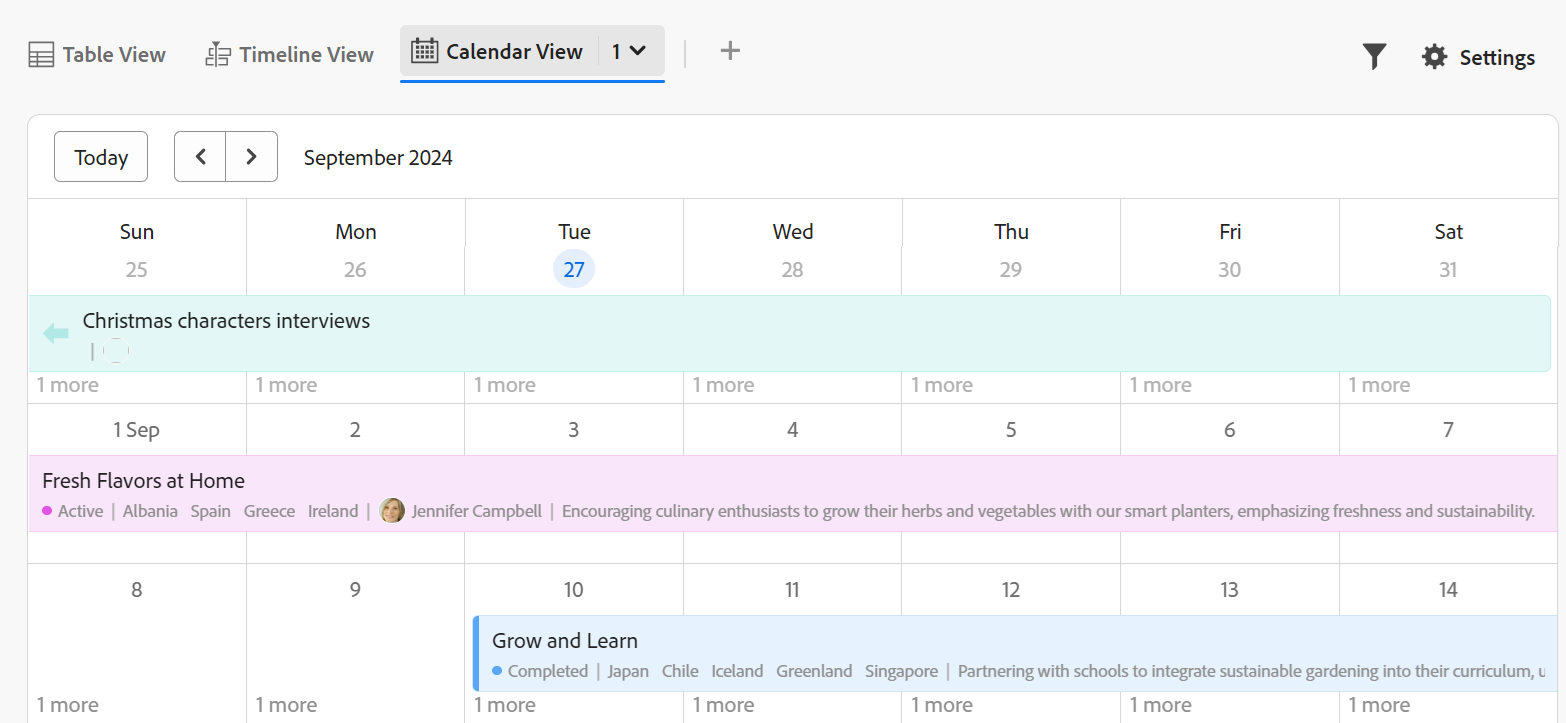 Table View Timeline View Calendar View 1 Settings
Today September 2024
Sun Mon Tue Wed Thu Fri Sat
25 26 27 28 29 30 31
Christmas characters interviews
|
1 more 1 more 1 more 1 more 1 more 1 more 1 more
1 Sep 2 3 4 5 6 7
Fresh Flavors at Home
Active | Albania Spain Greece Ireland | Jennifer Campbell | Encouraging culinary enthusiasts to grow their herbs and vegetables with our smart planters, emphasizing freshness and sustainability.
8 9 10 11 12 13 14
Grow and Learn
Completed | Japan Chile Iceland Greenland Singapore | Partnering with schools to integrate sustainable gardening into their curriculum,
1 more 1 more 1 more 1 more 1 more 1 more 1 more